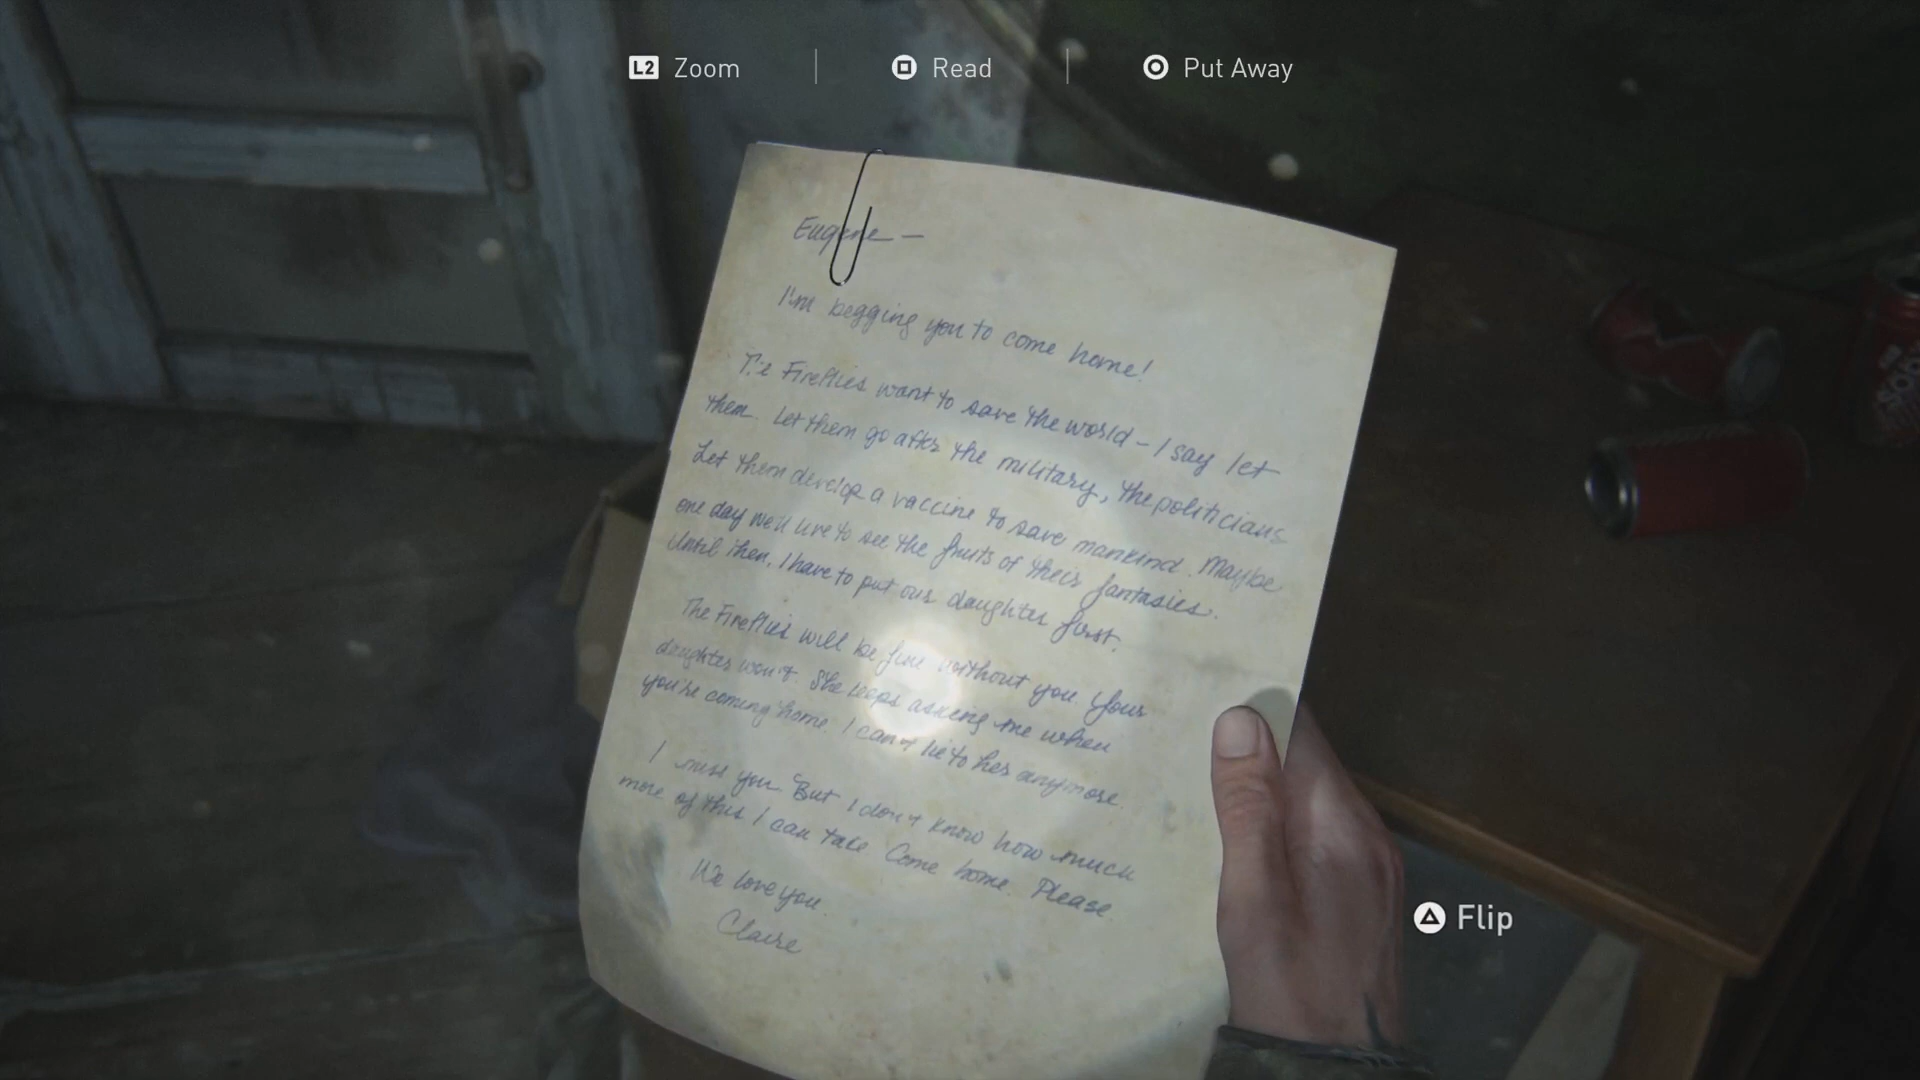 L2 Zoom
Read
Put Away
Eugene —
I'm begging you to come home!
The Fireflies want to save the world – I say let
them. Let them go after the military, the politicians
Let them develop a vaccine to save mankind. Maybe
one day we'll live to see the fruits of their fantasies.
Until then, I have to put our daughter first.
The Fireflies will be fine without you. Your
daughter won't. She keeps asking me when
you're coming home. I can't lie to her anymore.
I miss you. But I don't know how much
more of this I can take. Come home. Please.
We love you.
Claire
Flip